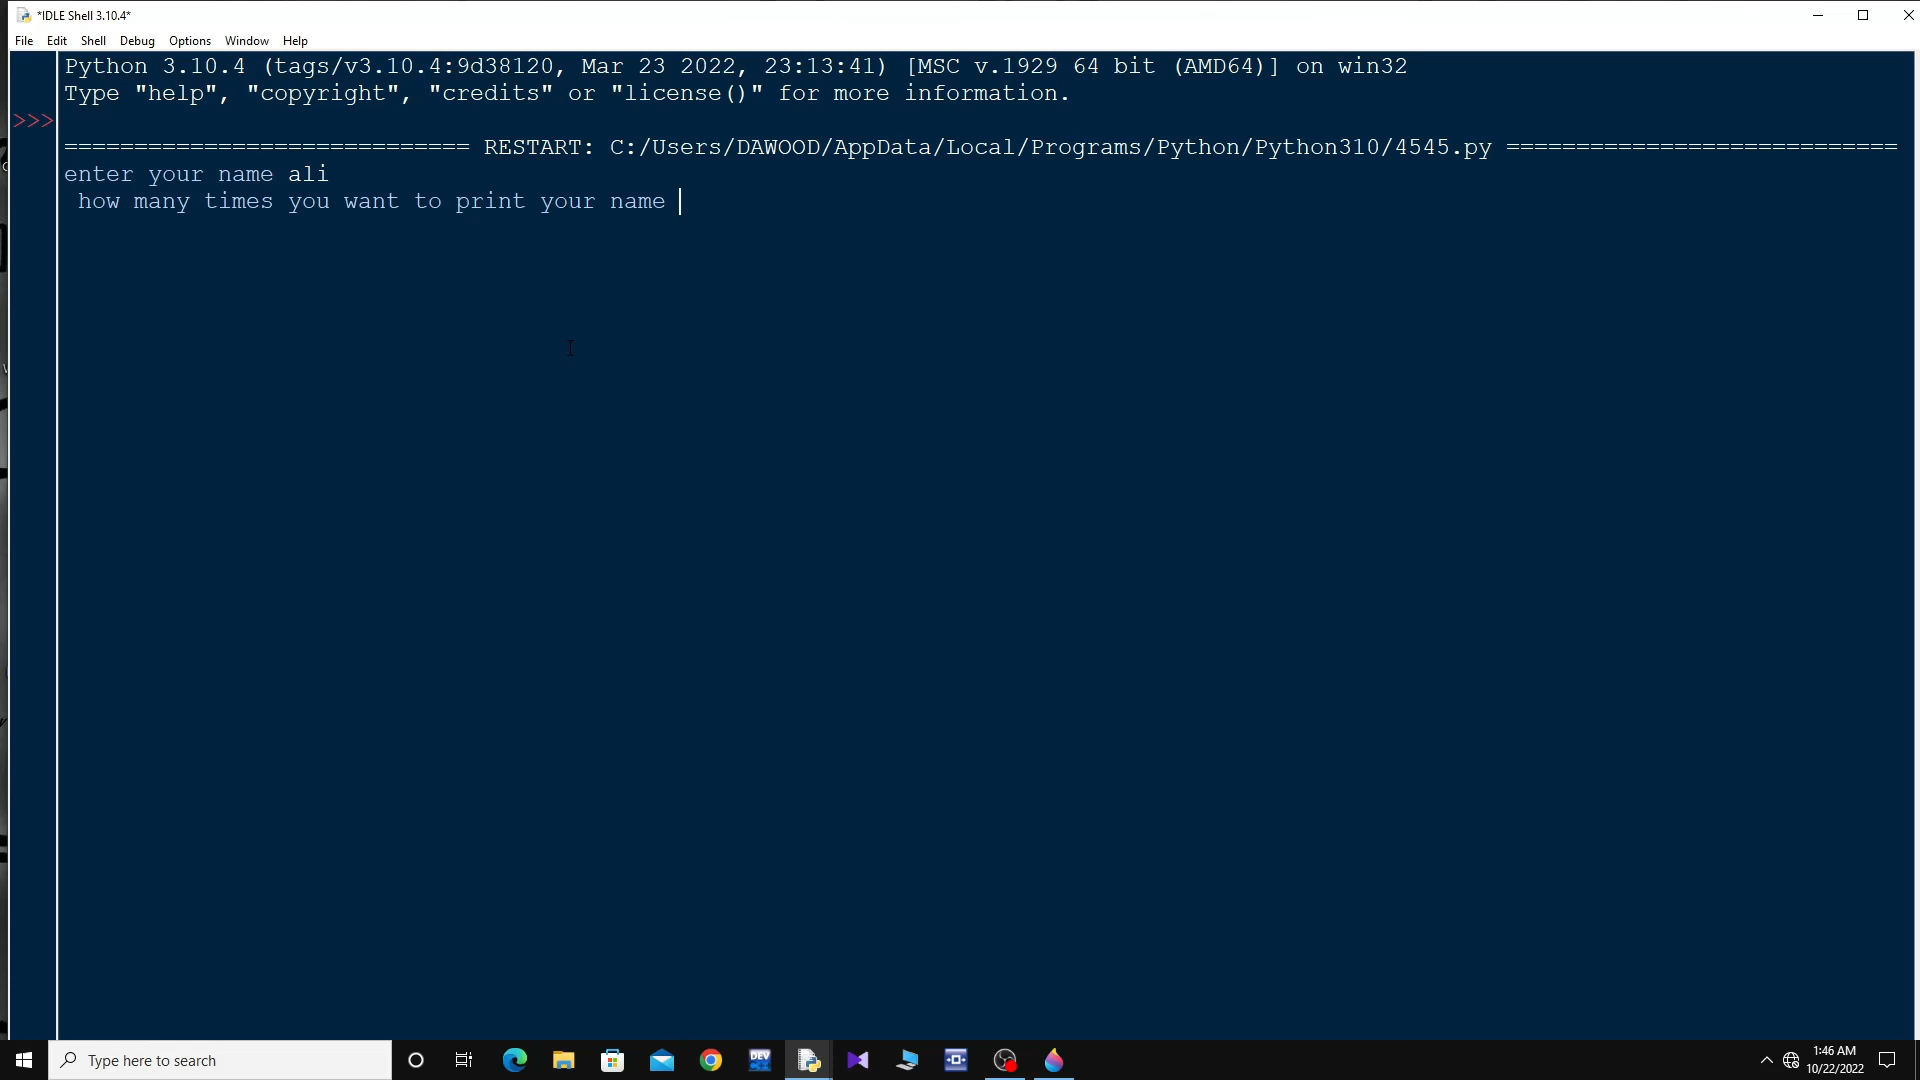 *IDLE Shell 3.10.4*
File Edit Shell Debug Options Window Help
Python 3.10.4 (tags/v3.10.4:9d38120, Mar 23 2022, 23:13:41) [MSC v.1929 64 bit (AMD64)] on win32
Type "help", "copyright", "credits" or "license()" for more information.
>>>
============================= RESTART: C:/Users/DAWOOD/AppData/Local/Programs/Python/Python310/4545.py ============================
enter your name ali
how many times you want to print your name
Type here to search
DEV
1:46 AM
10/22/2022